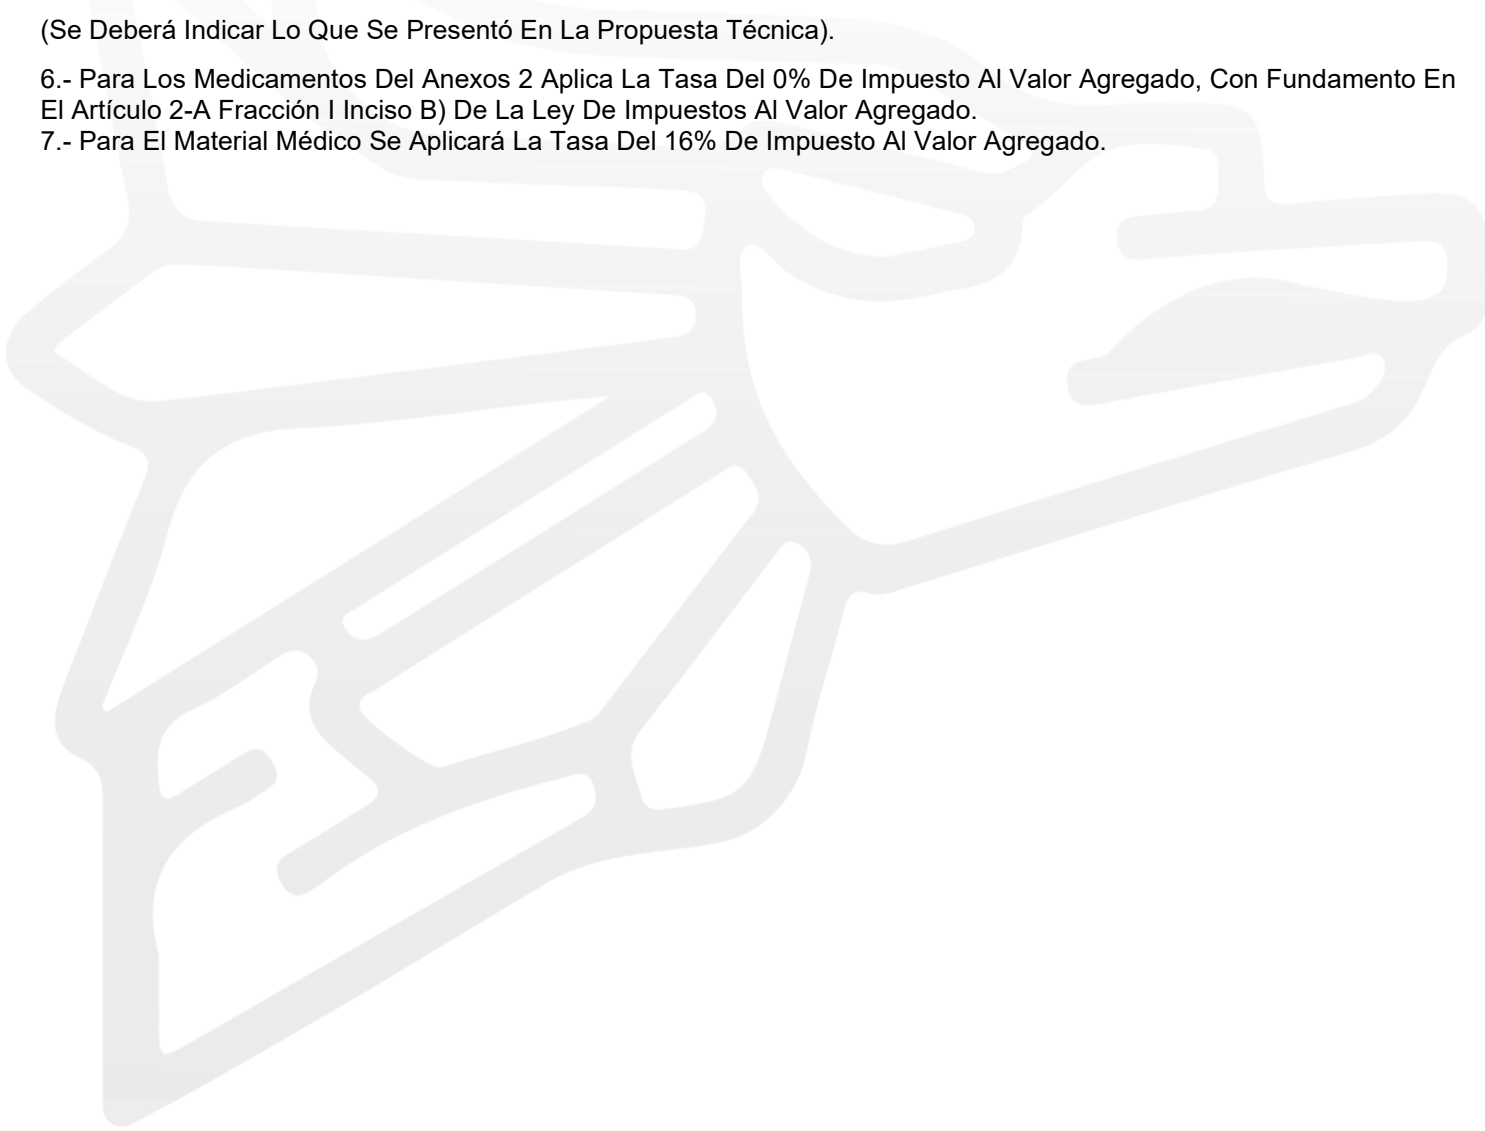 (Se Deberá Indicar Lo Que Se Presentó En La Propuesta Técnica).
6.- Para Los Medicamentos Del Anexos 2 Aplica La Tasa Del 0% De Impuesto Al Valor Agregado, Con Fundamento En
El Artículo 2-A Fracción I Inciso B) De La Ley De Impuestos Al Valor Agregado.
7.- Para El Material Médico Se Aplicará La Tasa Del 16% De Impuesto Al Valor Agregado.